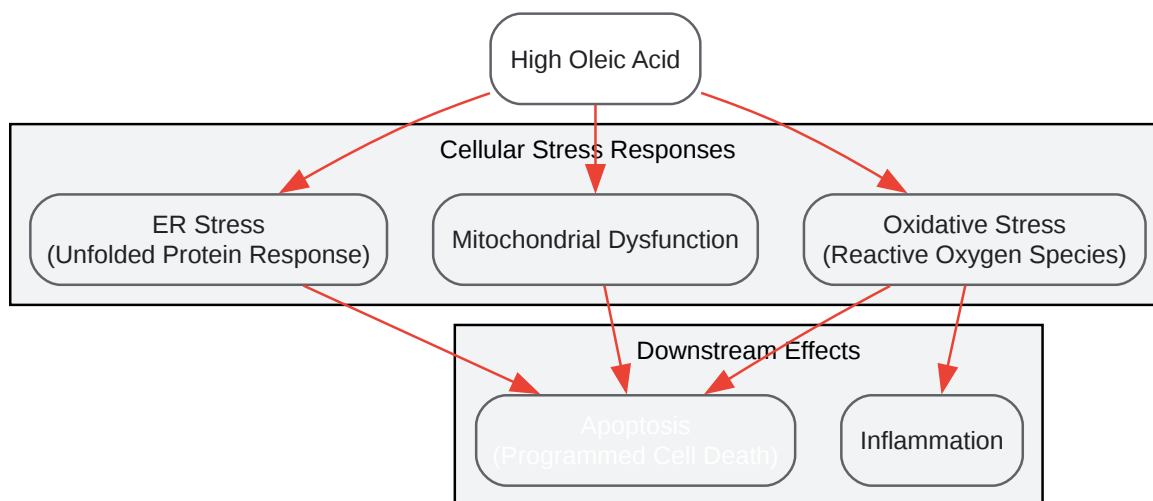 High Oleic Acid
Cellular Stress Responses
ER Stress
(Unfolded Protein Response)
Mitochondrial Dysfunction
Oxidative Stress
(Reactive Oxygen Species)
Downstream Effects
Apoptosis
(Programmed Cell Death)
Inflammation